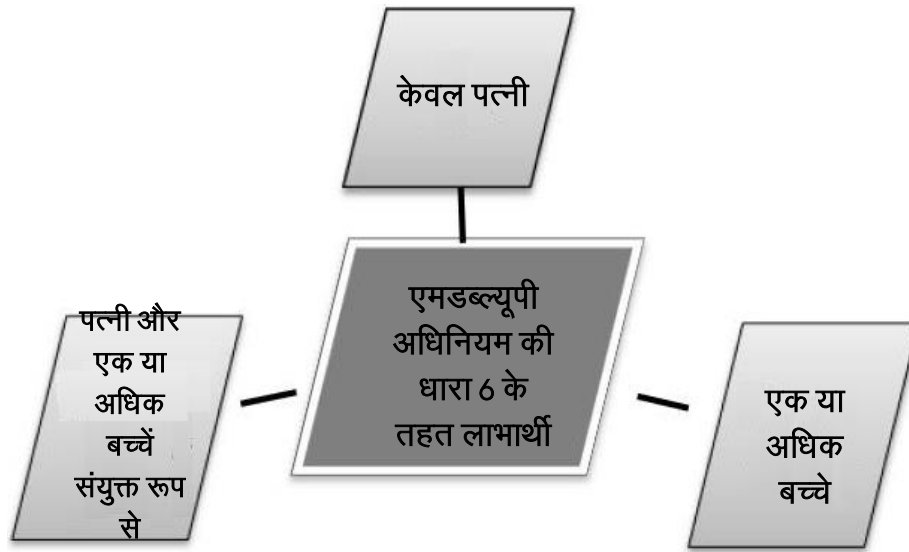 केवल पत्नी
एमडब्ल्यूपी
अधिनियम की
धारा 6 के
तहत लाभार्थी
पत्नी और
एक या
अधिक
बच्चें
संयुक्त रूप
से
एक या
अधिक
बच्चे